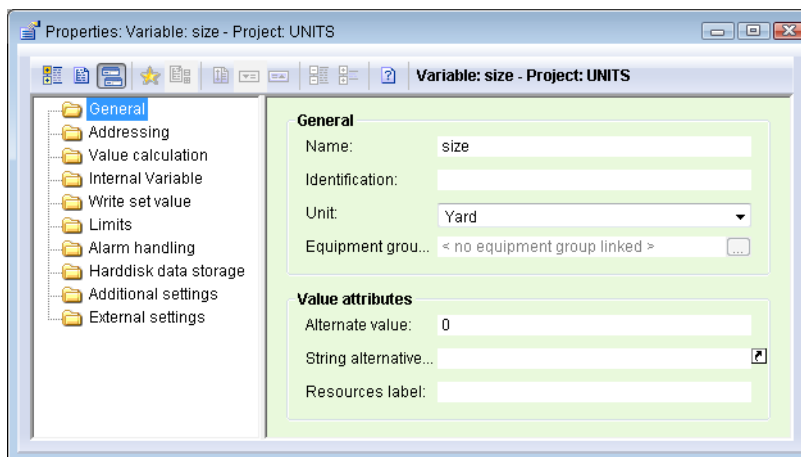 Properties: Variable: size - Project: UNITS
Variable: size - Project: UNITS
General
Addressing
Value calculation
Internal Variable
Write set value
Limits
Alarm handling
Harddisk data storage
Additional settings
External settings
General
Name: size
Identification:
Unit: Yard
Equipment grou... < no equipment group linked > ...
Value attributes
Alternate value: 0
String alternative...
Resources label: